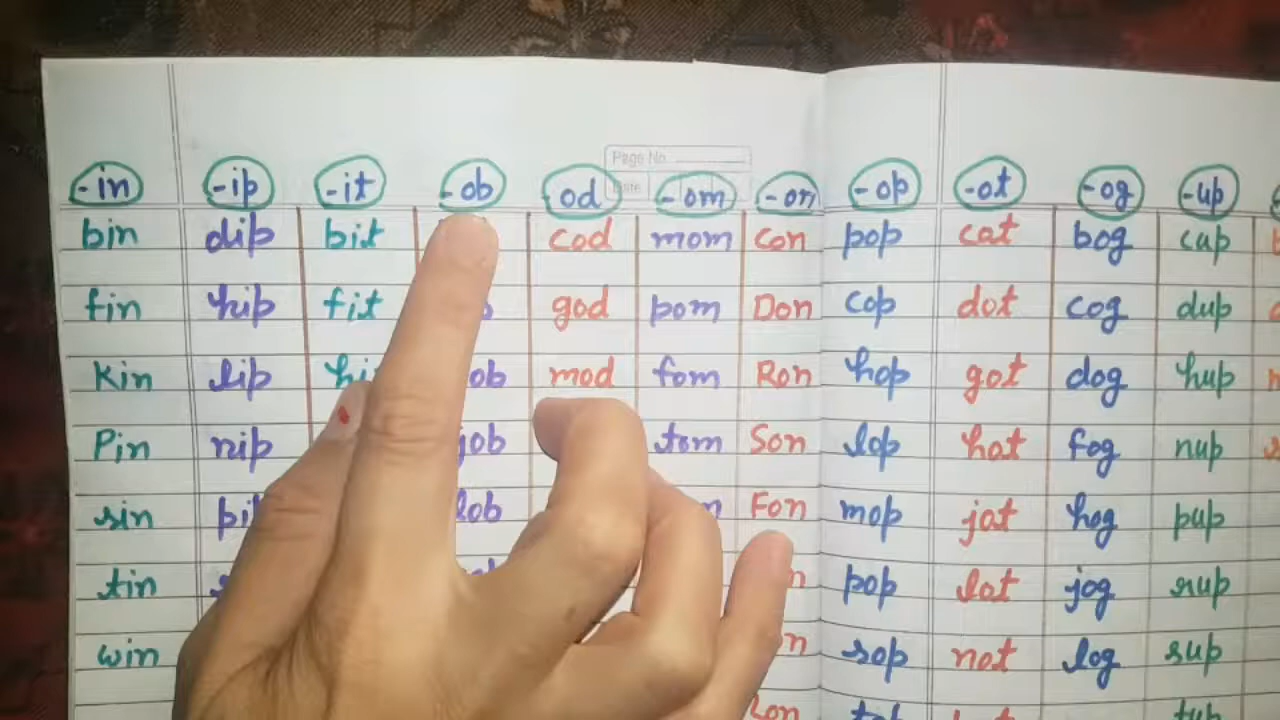 Page No.
Date
-in -ip -it -ob od -om -on -op -ot -og -up
bin dip bit cod mom Con pop cat bog cup
fin hip fit god pom Don cop dot cog dup
Kin lip mod fom Ron hop got dog hup
Pin nip job tom Son lop hot fog nup
sin lob Fon mop jot hog pup
tin pop lot jog rup
win sop not log sup